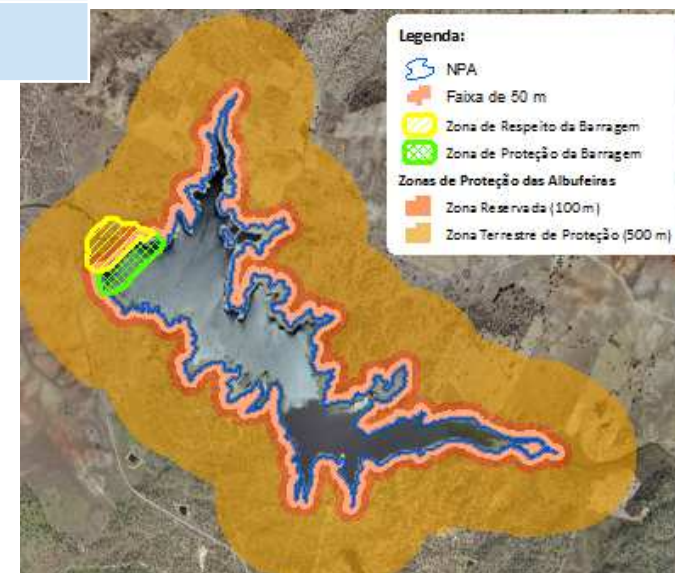 Legenda:
NPA
Faixa de 50 m
Zona de Respeito da Barragem
Zona de Proteção da Barragem
Zonas de Proteção das Albufeiras
Zona Reservada (100 m)
Zona Terrestre de Proteção (500 m)